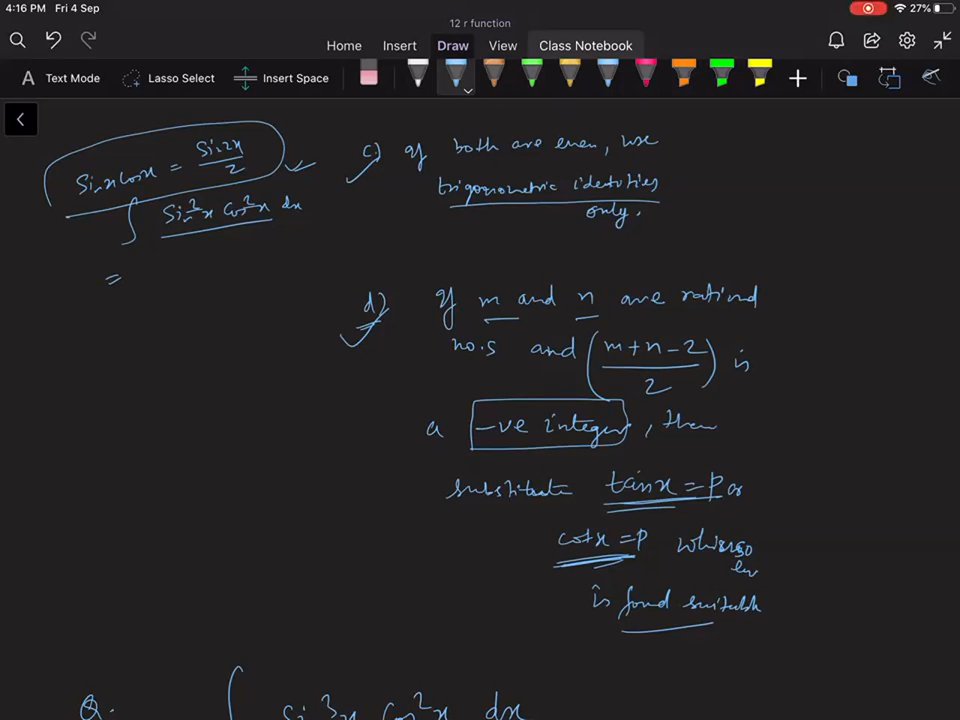 4:16 PM Fri 4 Sep
27%
12 r function
Home Insert Draw View Class Notebook
Text Mode Lasso Select Insert Space
Sinx cosx = Sin2x/2
∫ Sin²x Cos²x dx
=
c) If both are even, use
trigonometric identities
only.
d) If m and n are rational
no.s and (m+n-2/2) is
a -ve integer, then
substitute tanx = p or
cotx = p whichso
ev
is found suitable
Q. ∫ Sin³x Cos²x dx